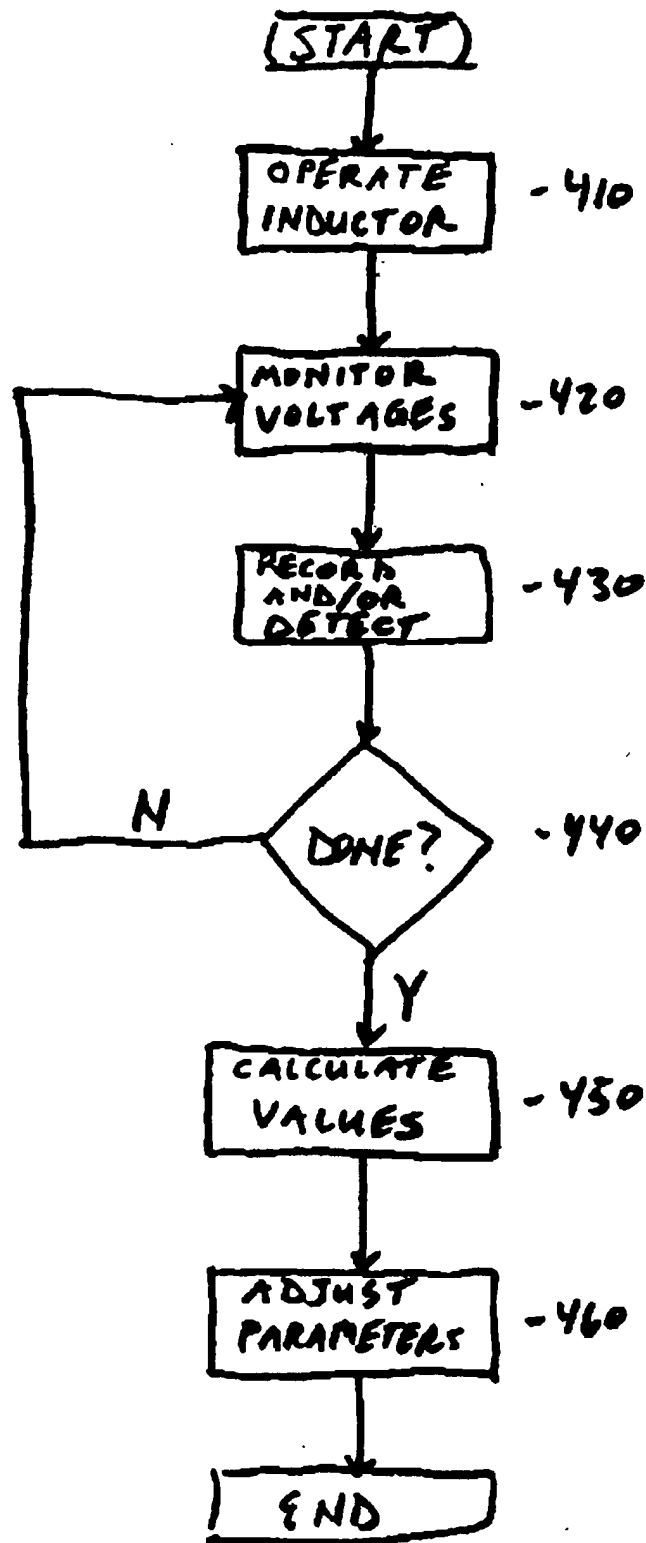 START
OPERATE
INDUCTOR
-410
MONITOR
VOLTAGES
-420
RECORD
AND/OR
DETECT
-430
DONE?
-440
N
Y
CALCULATE
VALUES
-450
ADJUST
PARAMETERS
-460
END